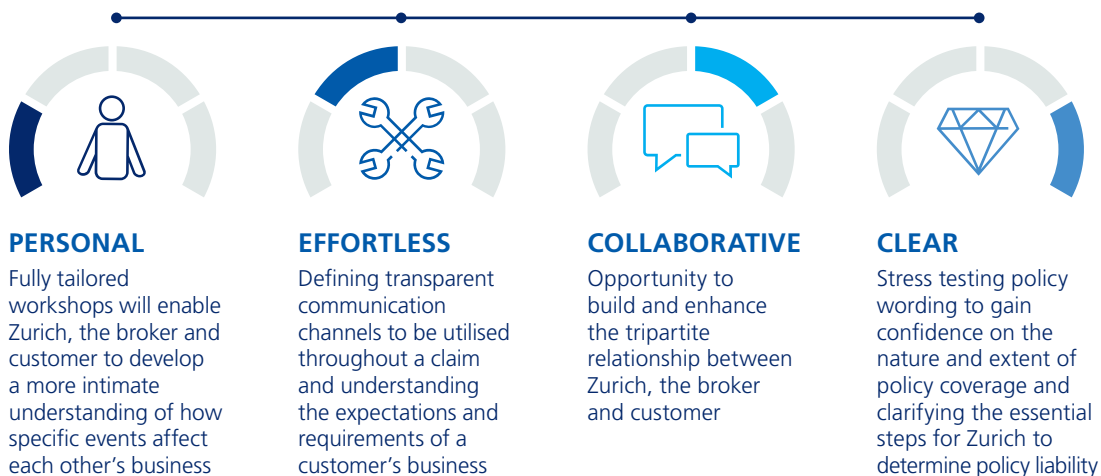 PERSONAL
Fully tailored
workshops will enable
Zurich, the broker and
customer to develop
a more intimate
understanding of how
specific events affect
each other's business
EFFORTLESS
Defining transparent
communication
channels to be utilised
throughout a claim
and understanding
the expectations and
requirements of a
customer's business
COLLABORATIVE
Opportunity to
build and enhance
the tripartite
relationship between
Zurich, the broker
and customer
CLEAR
Stress testing policy
wording to gain
confidence on the
nature and extent of
policy coverage and
clarifying the essential
steps for Zurich to
determine policy liability